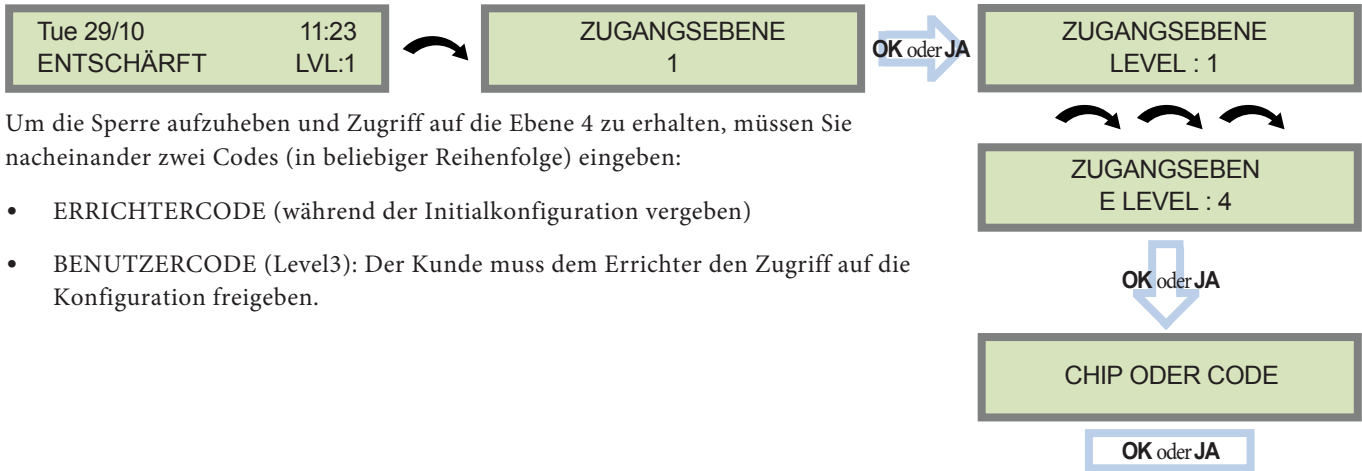 Tue 29/10 11:23
ENTSCHÄRFT LVL:1
ZUGANGSEBENE
1
OK oder JA
ZUGANGSEBENE
LEVEL : 1
Um die Sperre aufzuheben und Zugriff auf die Ebene 4 zu erhalten, müssen Sie
nacheinander zwei Codes (in beliebiger Reihenfolge) eingeben:
• ERRICHTERCODE (während der Initialkonfiguration vergeben)
• BENUTZERCODE (Level3): Der Kunde muss dem Errichter den Zugriff auf die
Konfiguration freigeben.
ZUGANGSEBEN
E LEVEL : 4
OK oder JA
CHIP ODER CODE
OK oder JA